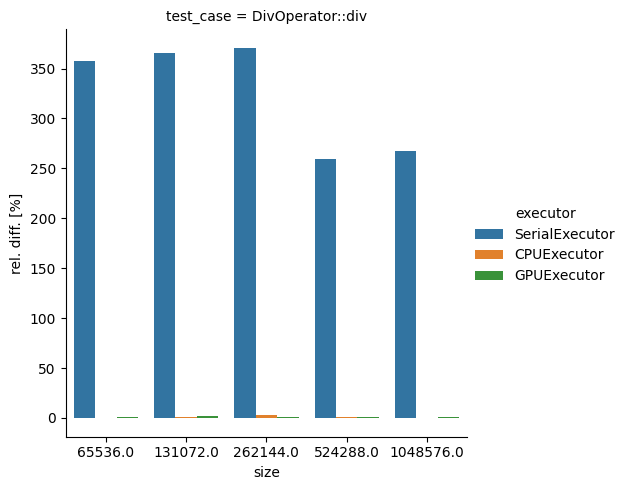 test_case = DivOperator::div
rel. diff. [%]
350
300
250
200
150
100
50
0
65536.0 131072.0 262144.0 524288.0 1048576.0
size
executor
SerialExecutor
CPUExecutor
GPUExecutor